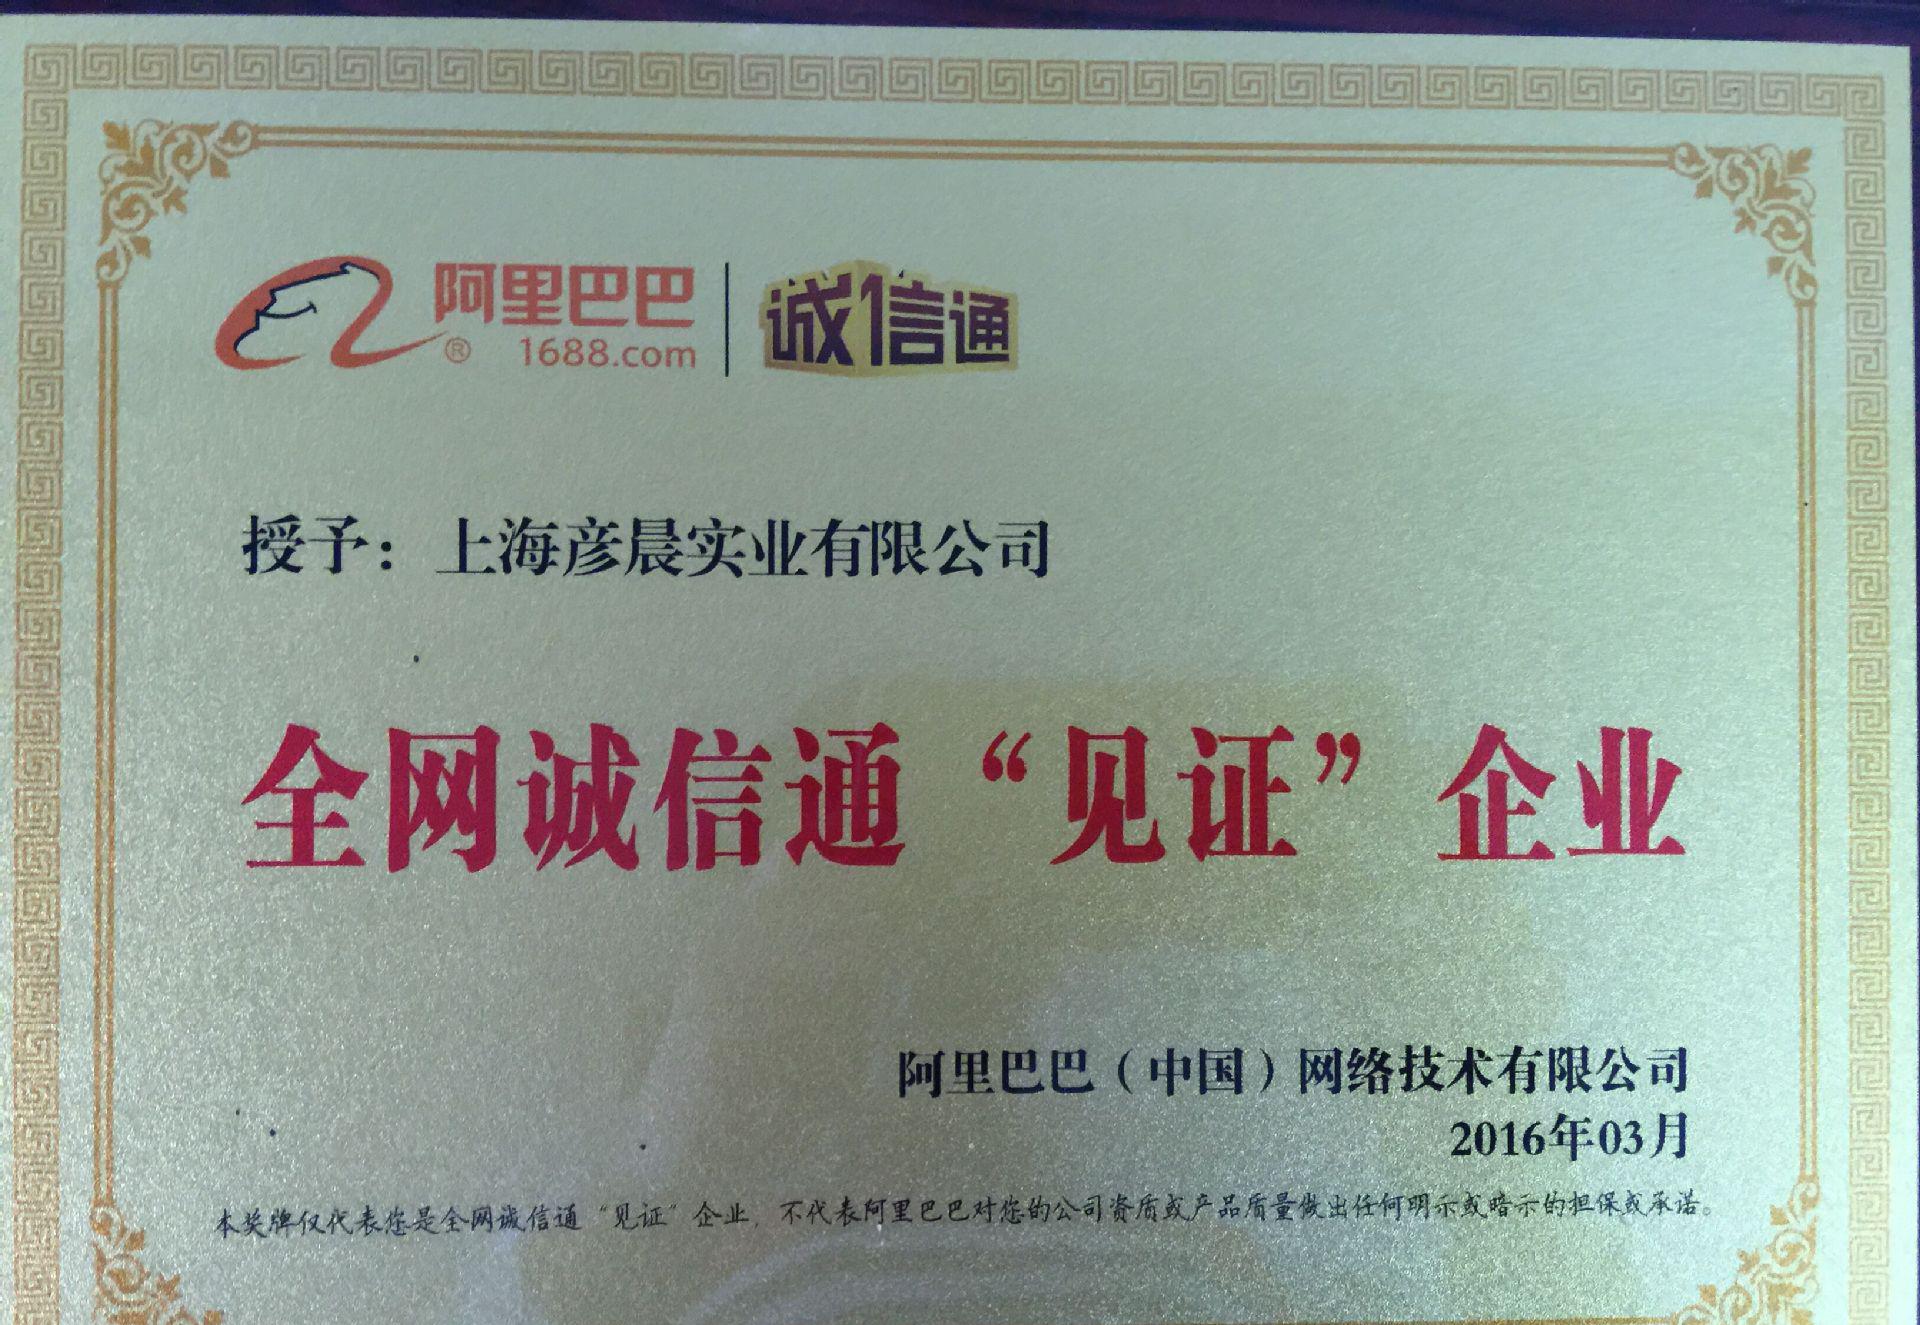 阿里巴巴 诚信通
® 1688.com
授予：上海彦晨实业有限公司
全网诚信通“见证”企业
阿里巴巴（中国）网络技术有限公司
2016年03月
本奖牌仅代表您是全网诚信通“见证”企业，不代表阿里巴巴对您的公司资质或产品质量做出任何明示或暗示的担保或承诺。